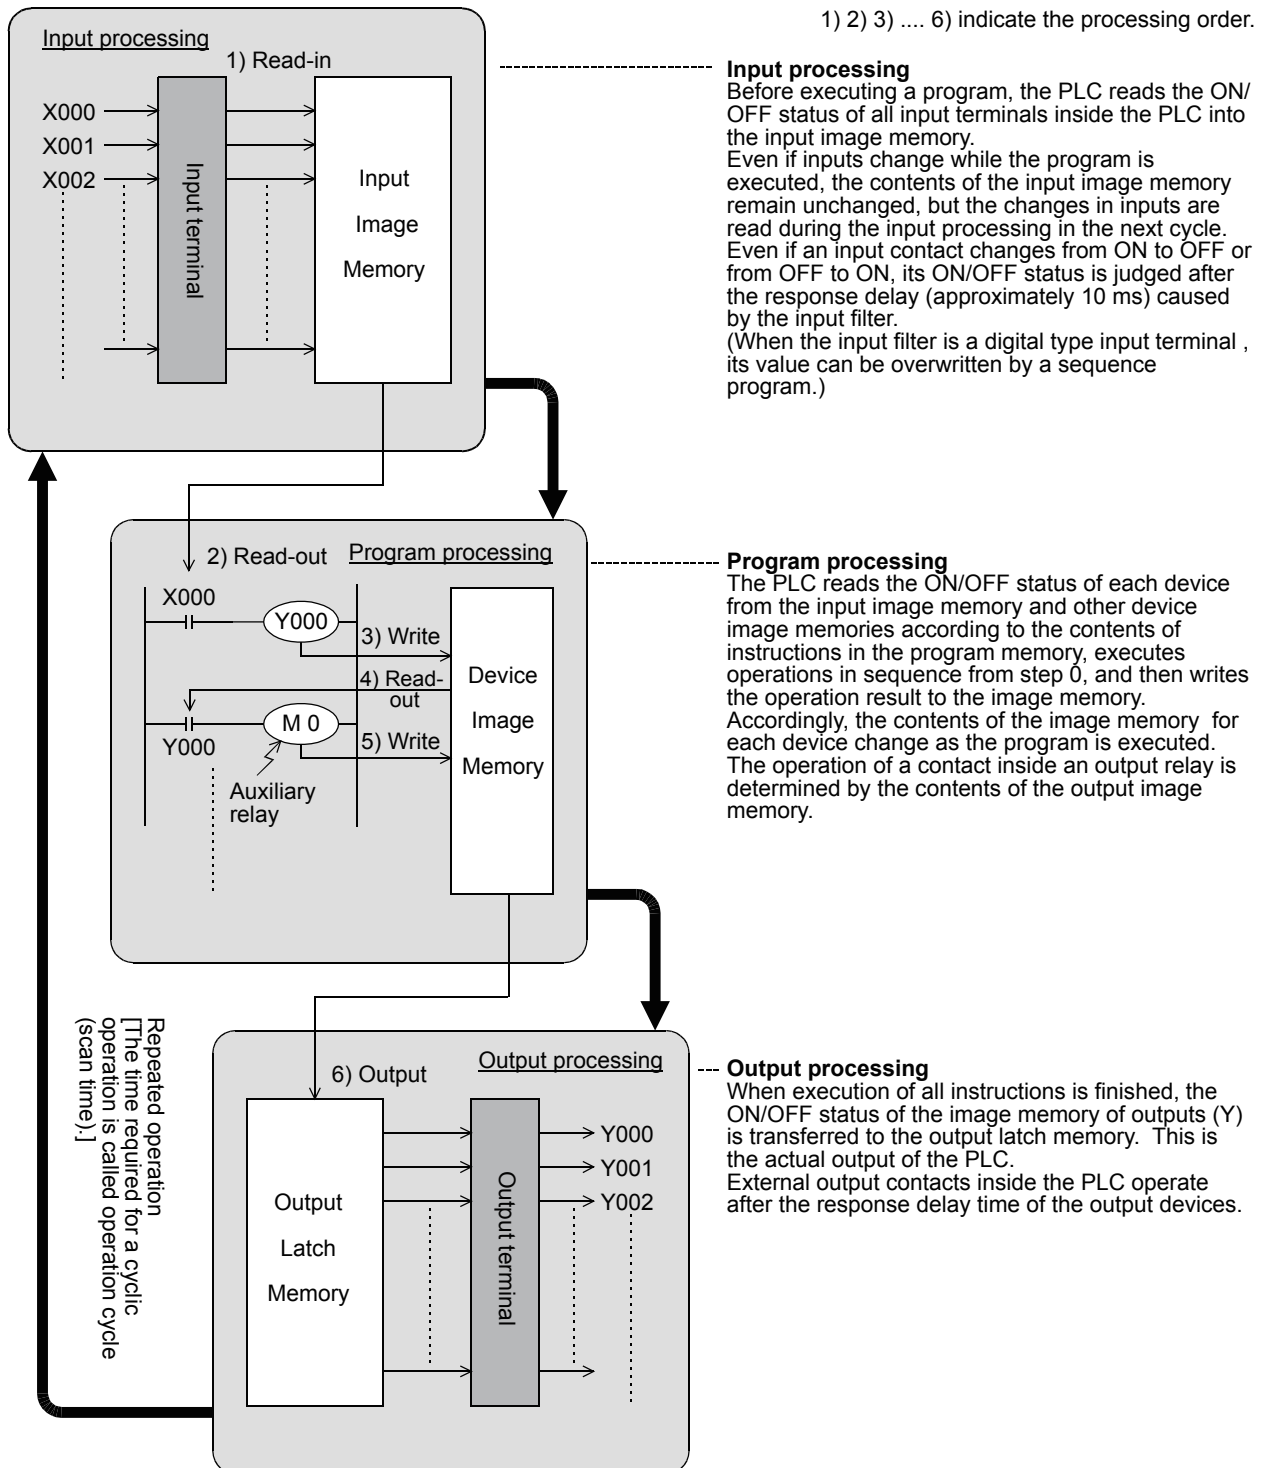 1) 2) 3) .... 6) indicate the processing order.
Input processing
1) Read-in
X000
X001
X002
Input terminal
Input
Image
Memory
Input processing
Before executing a program, the PLC reads the ON/
OFF status of all input terminals inside the PLC into
the input image memory.
Even if inputs change while the program is
executed, the contents of the input image memory
remain unchanged, but the changes in inputs are
read during the input processing in the next cycle.
Even if an input contact changes from ON to OFF or
from OFF to ON, its ON/OFF status is judged after
the response delay (approximately 10 ms) caused
by the input filter.
(When the input filter is a digital type input terminal ,
its value can be overwritten by a sequence
program.)
2) Read-out
Program processing
X000
Y000
3) Write
4) Read-
out
Y000
M 0
5) Write
Auxiliary
relay
Device
Image
Memory
Program processing
The PLC reads the ON/OFF status of each device
from the input image memory and other device
image memories according to the contents of
instructions in the program memory, executes
operations in sequence from step 0, and then writes
the operation result to the image memory.
Accordingly, the contents of the image memory  for
each device change as the program is executed.
The operation of a contact inside an output relay is
determined by the contents of the output image
memory.
Repeated operation
[The time required for a cyclic
operation is called operation cycle
(scan time).]
Output processing
6) Output
Output
Latch
Memory
Output terminal
Y000
Y001
Y002
Output processing
When execution of all instructions is finished, the
ON/OFF status of the image memory of outputs (Y)
is transferred to the output latch memory.  This is
the actual output of the PLC.
External output contacts inside the PLC operate
after the response delay time of the output devices.